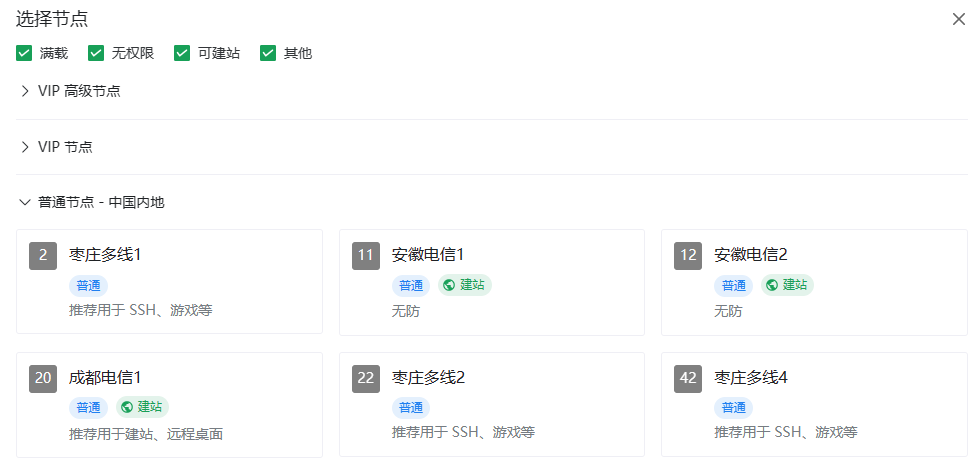 选择节点
满载 无权限 可建站 其他
VIP 高级节点
VIP 节点
普通节点 - 中国内地
2 枣庄多线1
普通
推荐用于 SSH、游戏等
11 安徽电信1
普通 建站
无防
12 安徽电信2
普通 建站
无防
20 成都电信1
普通 建站
推荐用于建站、远程桌面
22 枣庄多线2
普通
推荐用于 SSH、游戏等
42 枣庄多线4
普通
推荐用于 SSH、游戏等